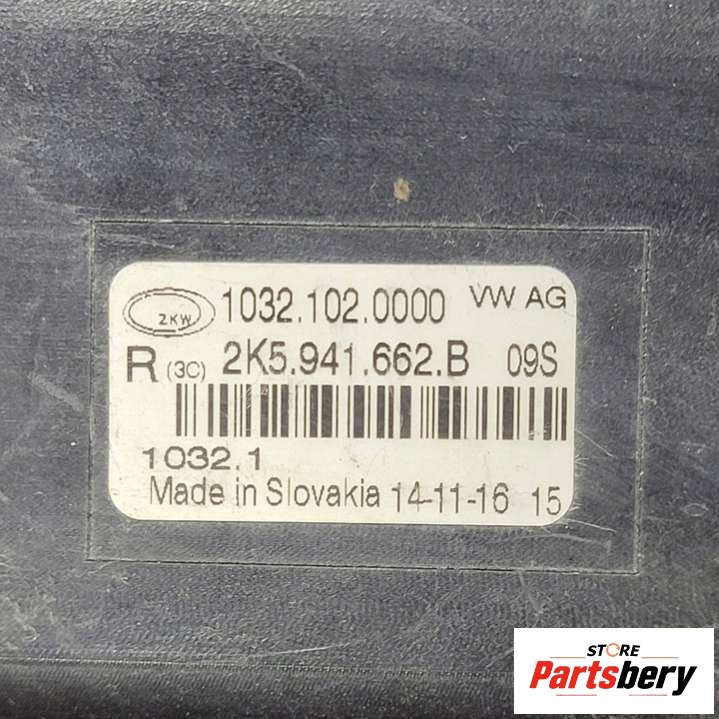 2KW 1032.102.0000 VW AG
R (3C) 2K5.941.662.B 09S
1032.1
Made in Slovakia 14-11-16 15
STORE
Partsbery